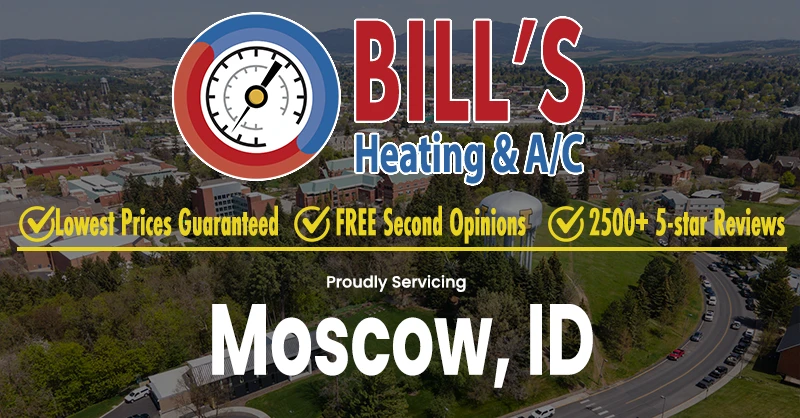 BILL'S
Heating & A/C
Lowest Prices Guaranteed FREE Second Opinions 2500+ 5-star Reviews
Proudly Servicing
Moscow, ID